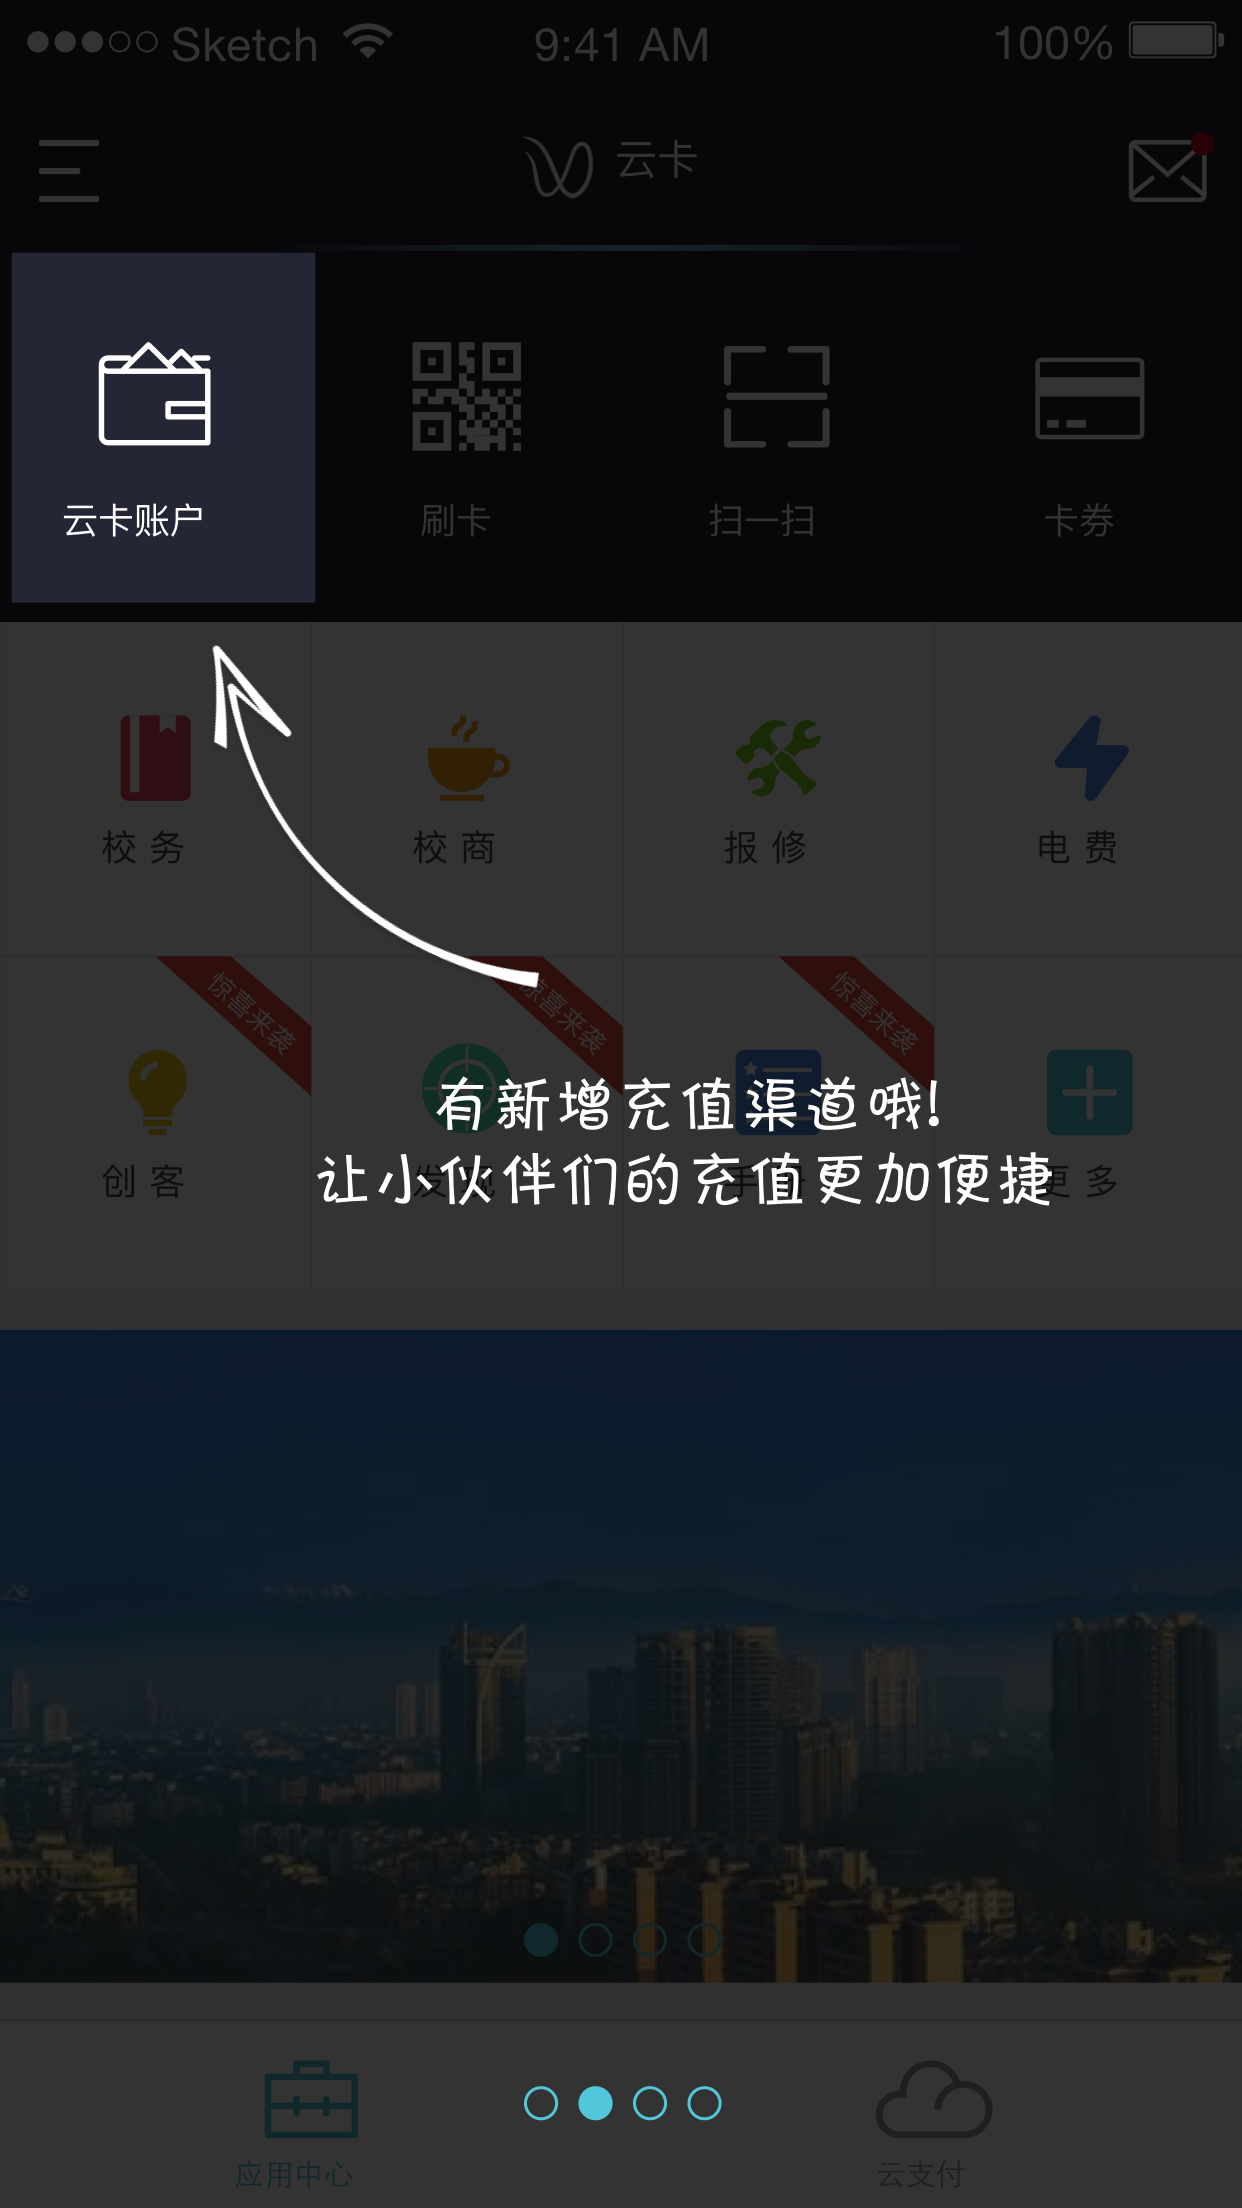 Sketch 9:41 AM 100%
云卡
云卡账户 刷卡 扫一扫 卡券
校务 校商 报修 电费
惊喜来袭 惊喜来袭 惊喜来袭
有新增充值渠道哦!
让小伙伴们的充值更加便捷
创客 发现 更多
应用中心 云支付